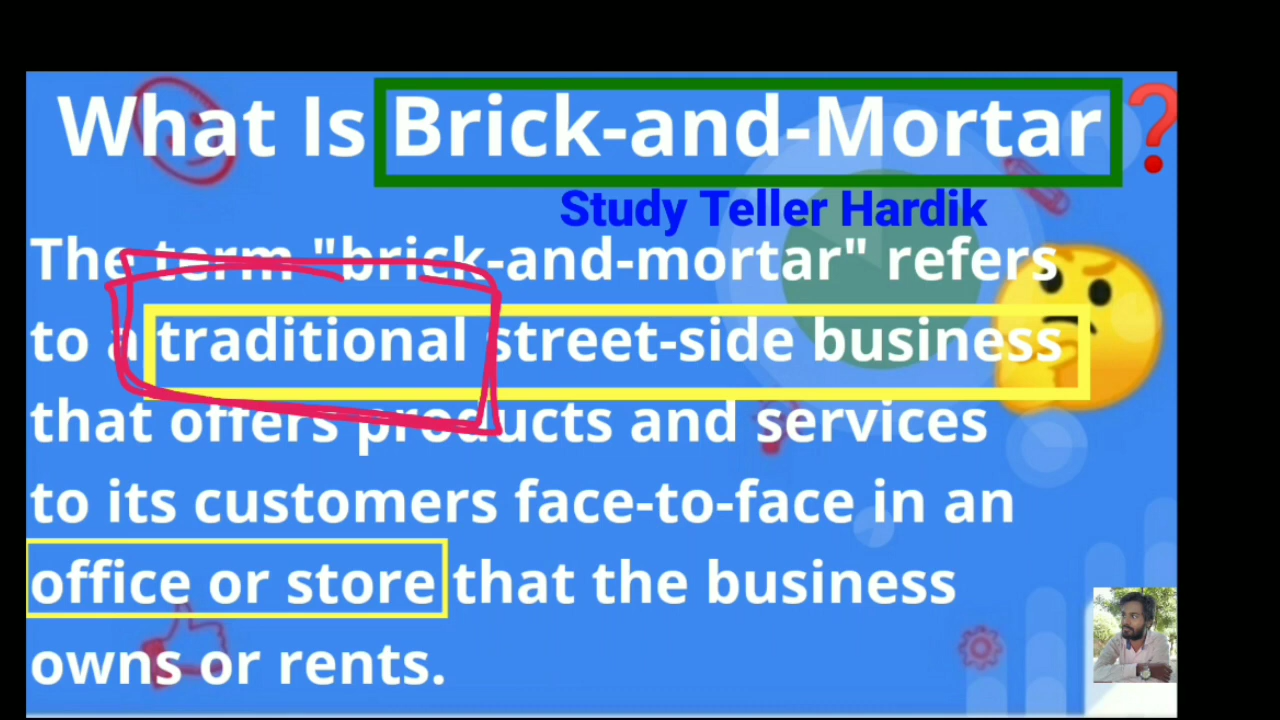 What Is Brick-and-Mortar❓
Study Teller Hardik
The term "brick-and-mortar" refers
to a traditional street-side business
that offers products and services
to its customers face-to-face in an
office or store that the business
owns or rents.